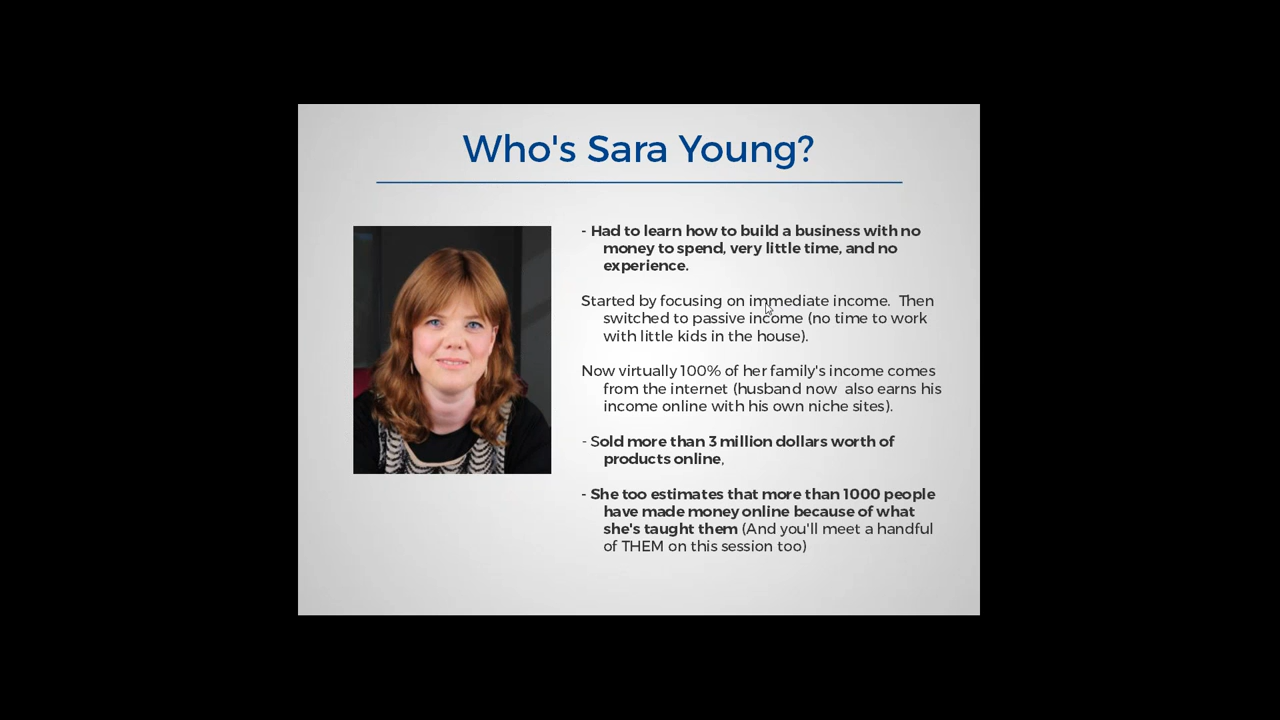 Who's Sara Young?
- Had to learn how to build a business with no
money to spend, very little time, and no
experience.
Started by focusing on immediate income.  Then
switched to passive income (no time to work
with little kids in the house).
Now virtually 100% of her family's income comes
from the internet (husband now  also earns his
income online with his own niche sites).
- Sold more than 3 million dollars worth of
products online,
- She too estimates that more than 1000 people
have made money online because of what
she's taught them (And you'll meet a handful
of THEM on this session too)